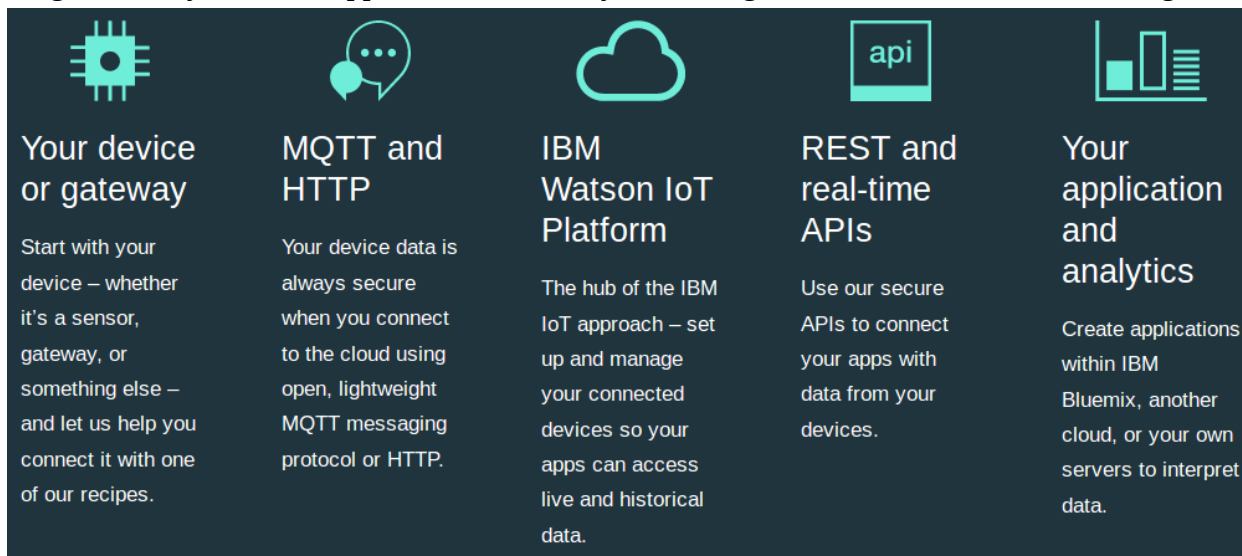 api
Your device
or gateway
Start with your
device – whether
it's a sensor,
gateway, or
something else –
and let us help you
connect it with one
of our recipes.
MQTT and
HTTP
Your device data is
always secure
when you connect
to the cloud using
open, lightweight
MQTT messaging
protocol or HTTP.
IBM
Watson IoT
Platform
The hub of the IBM
IoT approach – set
up and manage
your connected
devices so your
apps can access
live and historical
data.
REST and
real-time
APIs
Use our secure
APIs to connect
your apps with
data from your
devices.
Your
application
and
analytics
Create applications
within IBM
Bluemix, another
cloud, or your own
servers to interpret
data.